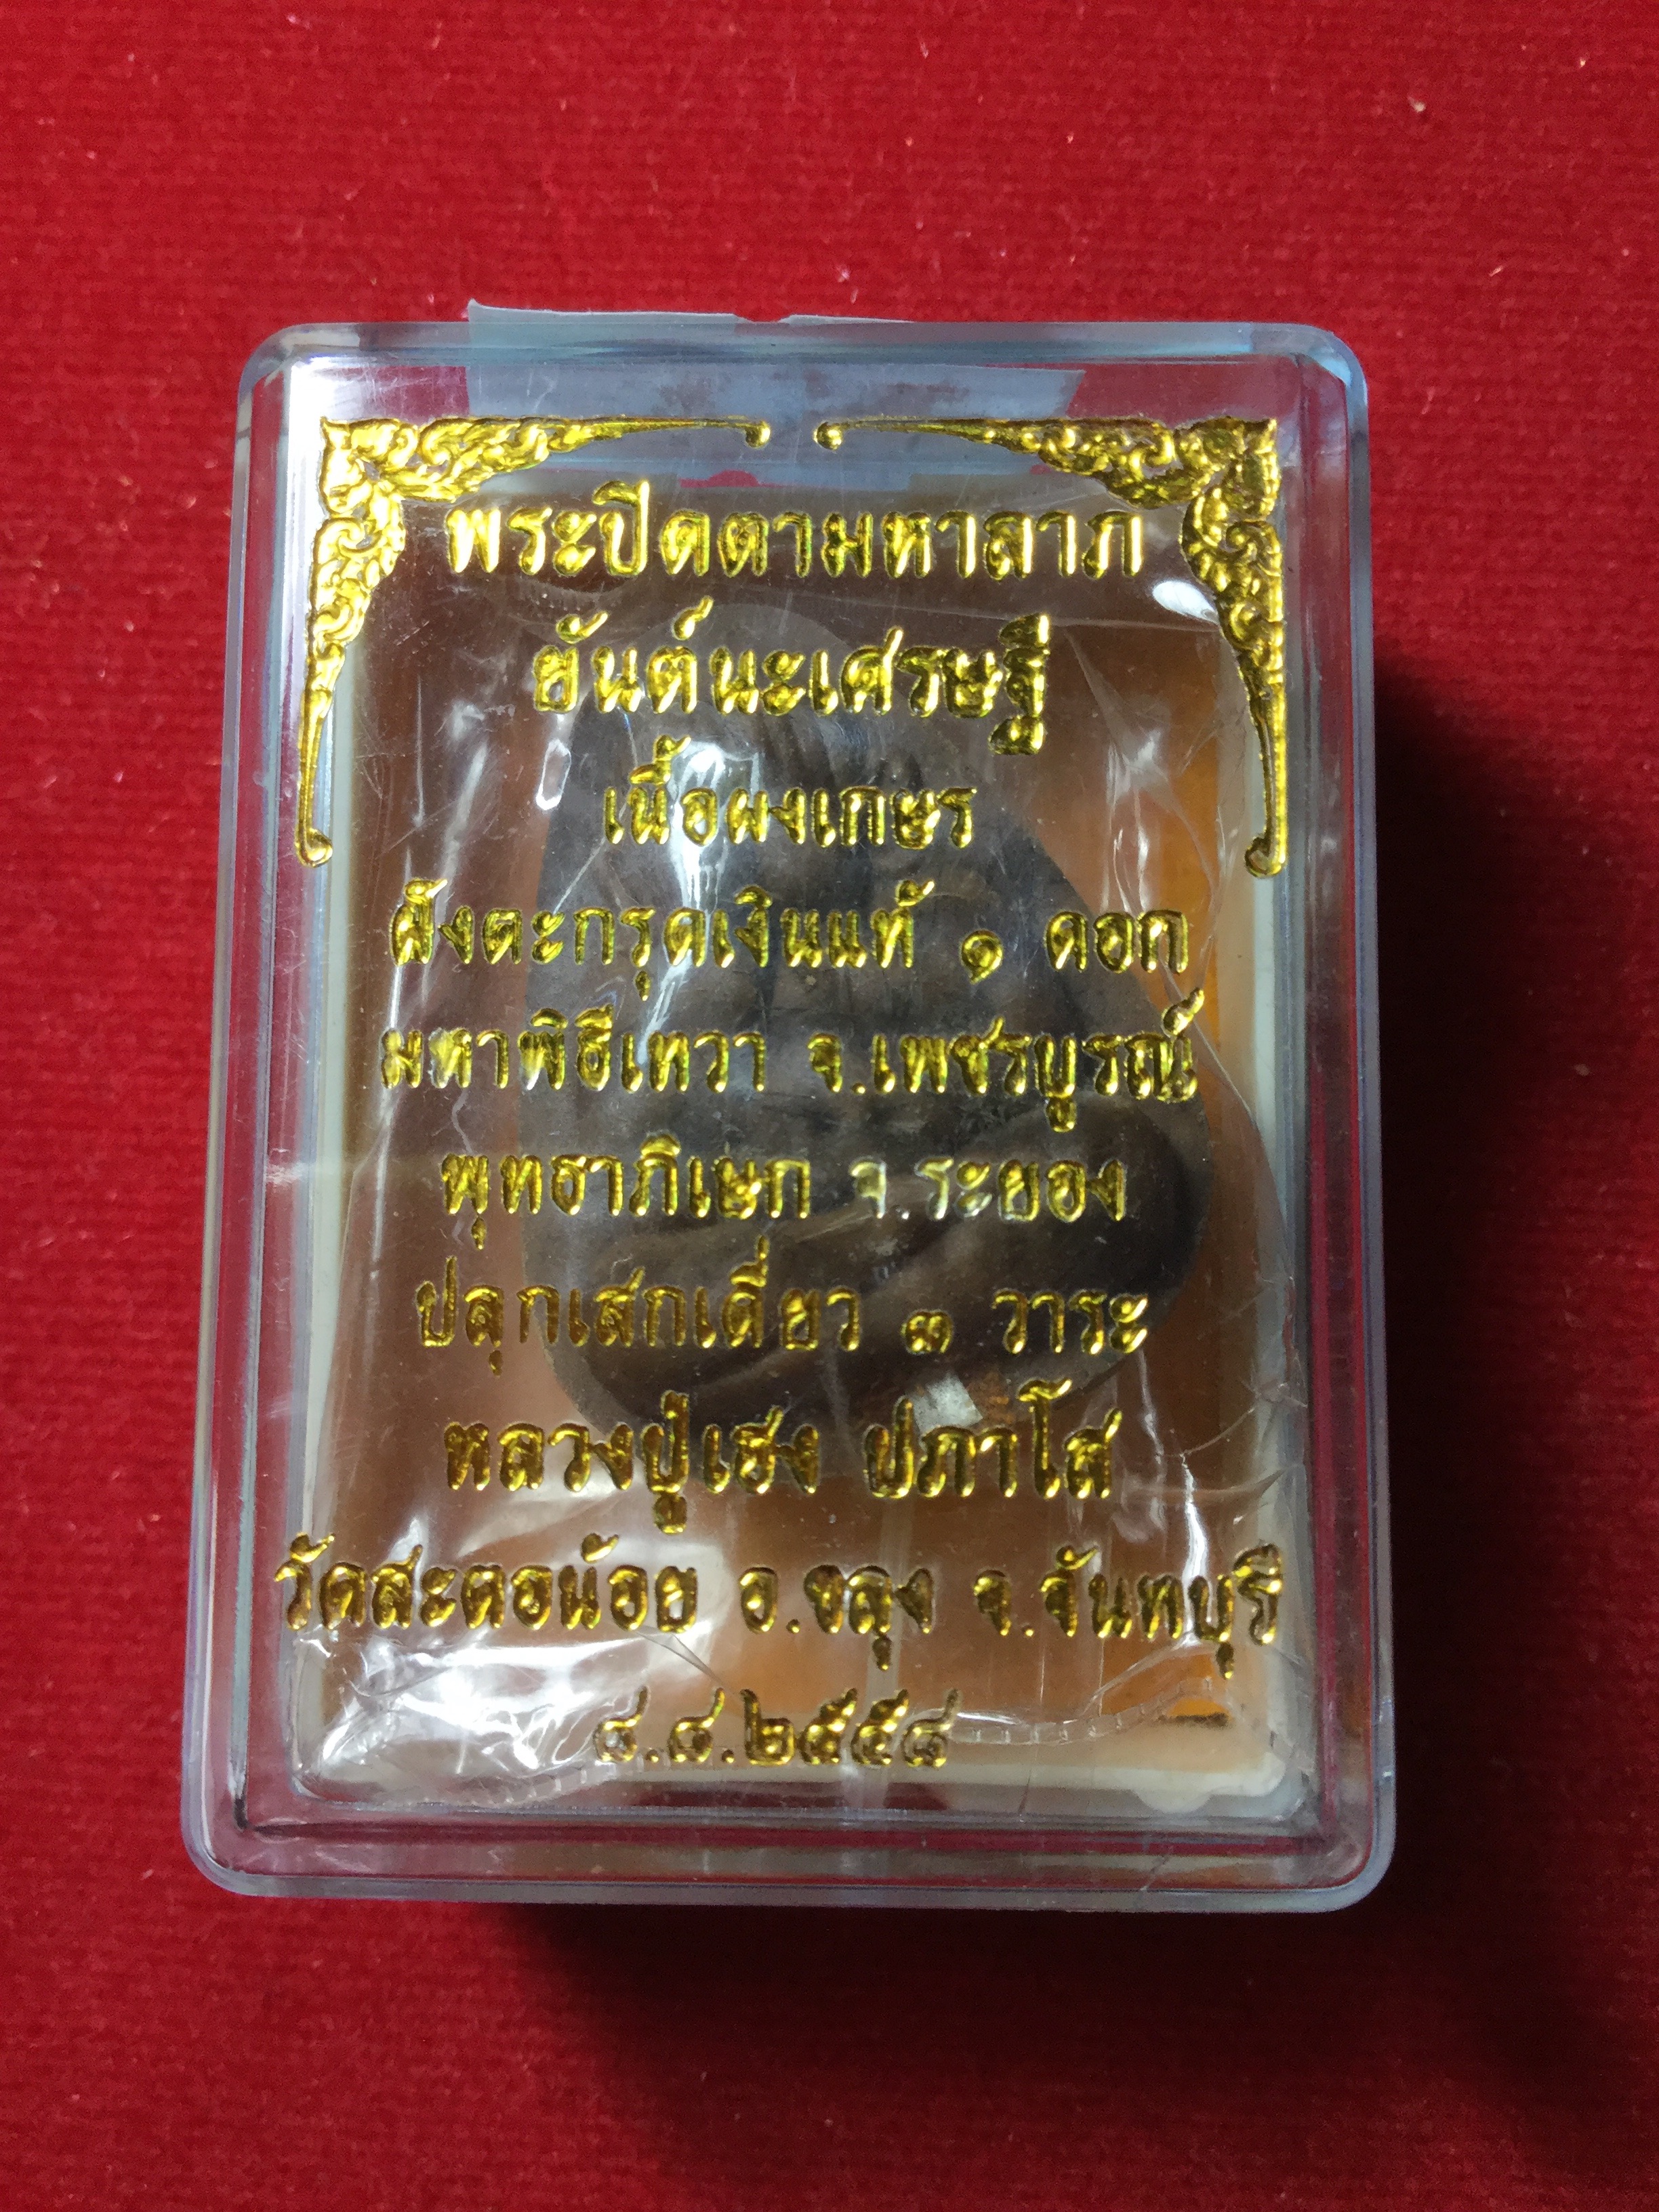 พระปิดตามหาลาภ
ยันต์นะเศรษฐี
เนื้อผงเกษร
ฝังตะกรุดเงินแท้ ๑ ดอก
มหาพิธีเทวา จ.เพชรบูรณ์
พุทธาภิเษก จ.ระยอง
ปลุกเสกเดี่ยว ๓ วาระ
หลวงปู่เฮง ปภาโส
วัดสะตอน้อย อ.ขลุง จ.จันทบุรี
๘.๘.๒๕๕๘